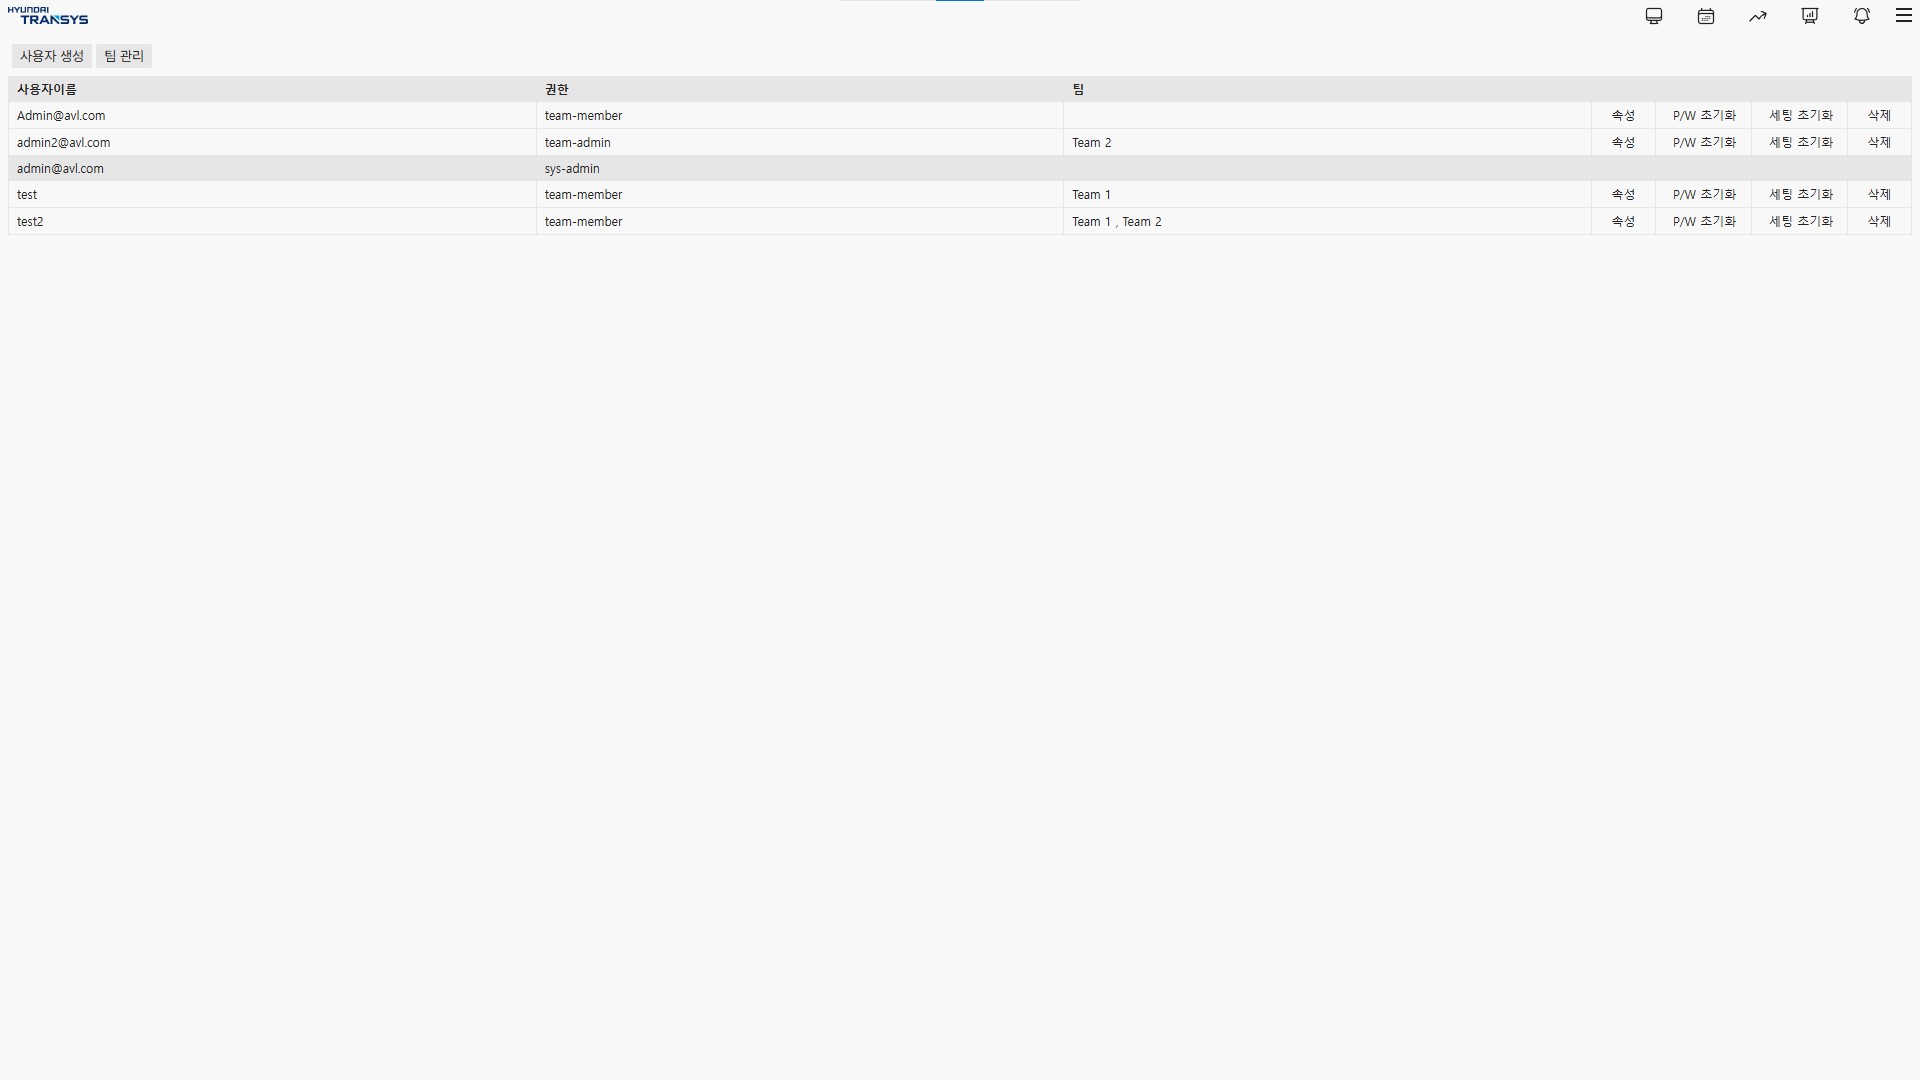 HYUNDAI
TRANSYS
사용자 생성 팀 관리
사용자이름 권한 팀
Admin@avl.com team-member 속성 P/W 초기화 세팅 초기화 삭제
admin2@avl.com team-admin Team 2 속성 P/W 초기화 세팅 초기화 삭제
admin@avl.com sys-admin
test team-member Team 1 속성 P/W 초기화 세팅 초기화 삭제
test2 team-member Team 1 , Team 2 속성 P/W 초기화 세팅 초기화 삭제